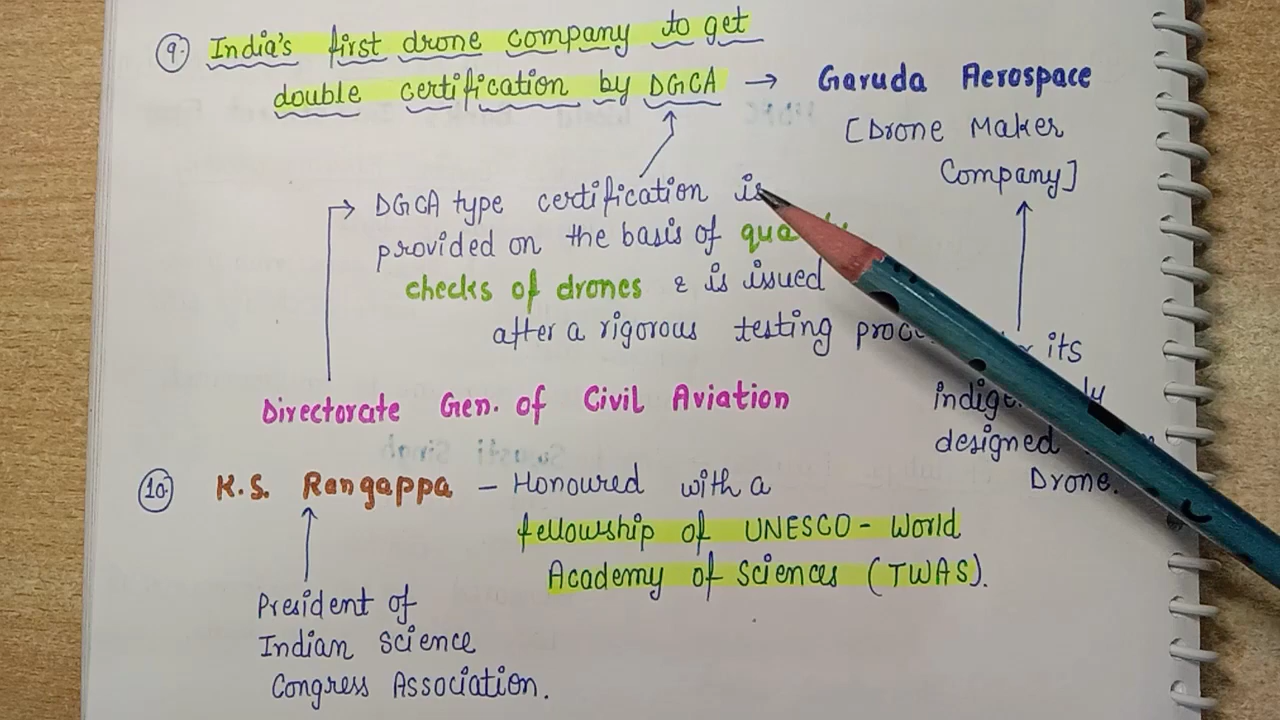 9. India's first drone company to get
double certification by DGCA → Garuda Aerospace
[Drone Maker
Company]
→ DGCA type certification is
provided on the basis of
checks of drones & is issued
after a rigorous testing
its
Directorate Gen. of Civil Aviation
designed
Drone.
10. K.S. Rangappa – Honoured with a
fellowship of UNESCO - World
Academy of Sciences (TWAS).
President of
Indian Science
Congress Association.